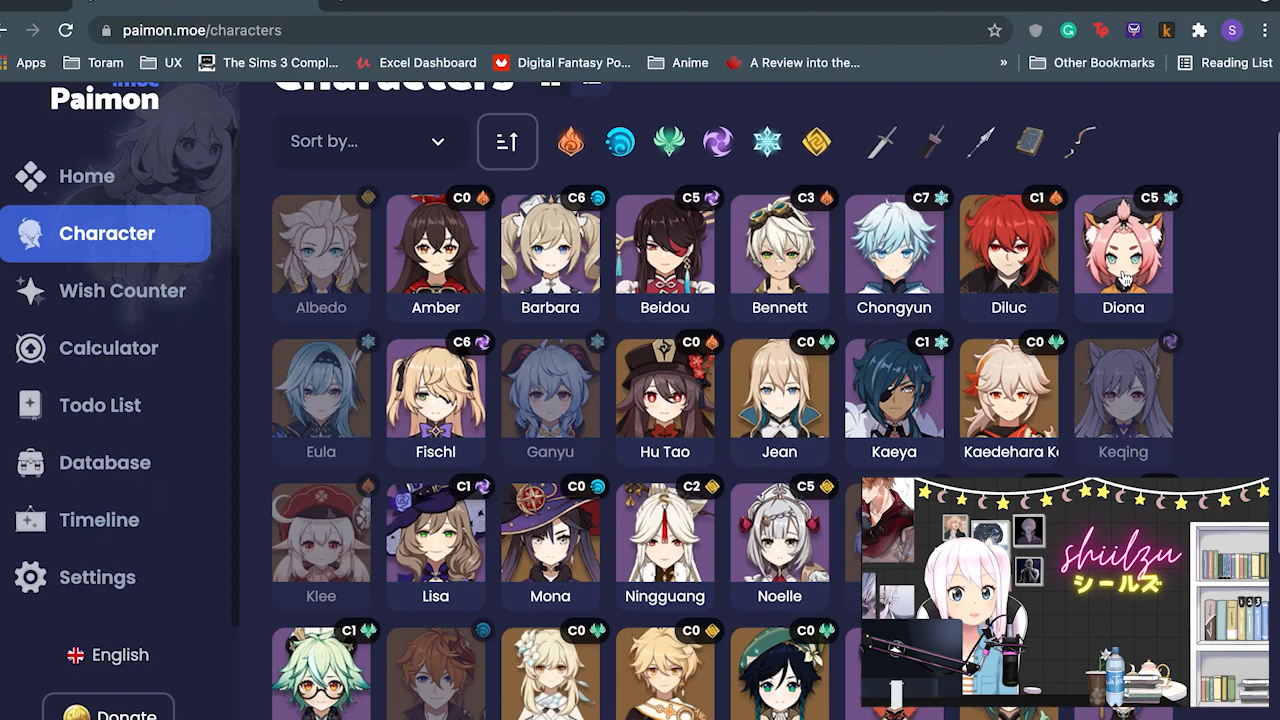 paimon.moe/characters
Apps
Toram
UX
The Sims 3 Compl...
Excel Dashboard
Digital Fantasy Po...
Anime
A Review into the...
»
Other Bookmarks
Reading List
S
.moe
Paimon
Characters
Sort by...
Home
Character
Wish Counter
Calculator
Todo List
Database
Timeline
Settings
English
Donate
C0
C6
C5
C3
C7
C1
C5
Albedo
Amber
Barbara
Beidou
Bennett
Chongyun
Diluc
Diona
C6
C0
C0
C1
C0
Eula
Fischl
Ganyu
Hu Tao
Jean
Kaeya
Kaedehara Ka
Keqing
C1
C0
C2
C5
Klee
Lisa
Mona
Ningguang
Noelle
C1
C0
C0
C0
shiilzu
シールズ